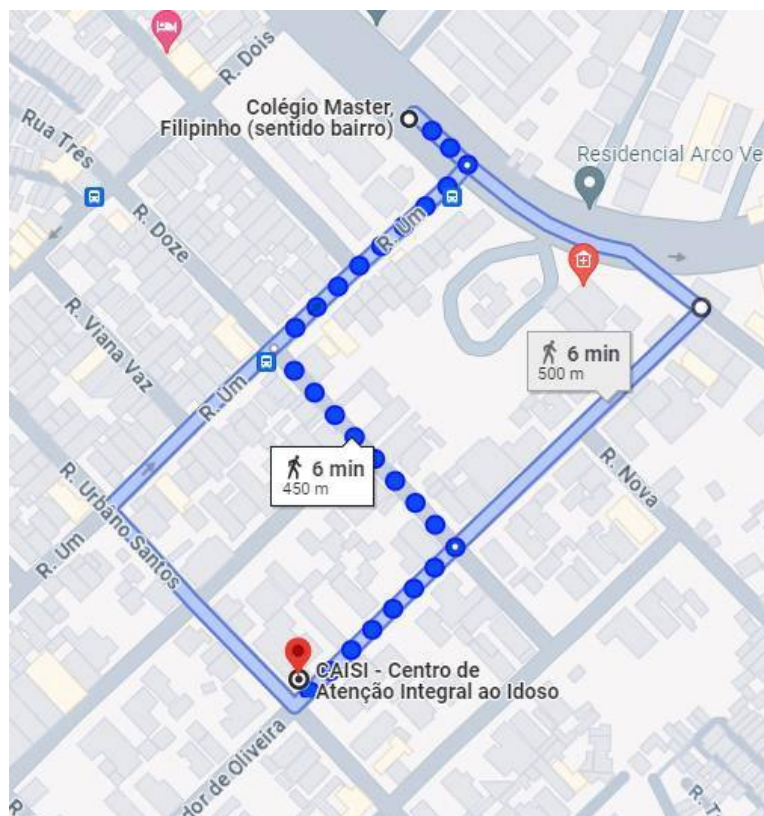 R. Dois
Colégio Master,
Filipinho (sentido bairro)
Rua Três
Residencial Arco Ve
R. Doze
R. Um
R. Viana Vaz
6 min
500 m
R. Um
6 min
450 m
R. Nova
R. Urbano Santos
R. Um
CAISI - Centro de
Atenção Integral ao Idoso
dor de Oliveira
R.
R. T